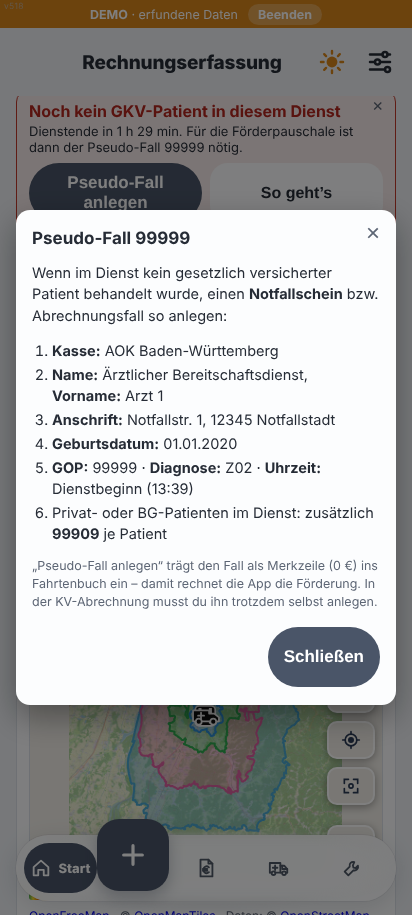 DEMO · erfundene Daten Beenden
Rechnungserfassung
Noch kein GKV-Patient in diesem Dienst
Dienstende in 1 h 29 min. Für die Förderpauschale ist
dann der Pseudo-Fall 99999 nötig.
Pseudo-Fall
anlegen
So geht's
Pseudo-Fall 99999
Wenn im Dienst kein gesetzlich versicherter
Patient behandelt wurde, einen Notfallschein bzw.
Abrechnungsfall so anlegen:
1. Kasse: AOK Baden-Württemberg
2. Name: Ärztlicher Bereitschaftsdienst,
Vorname: Arzt 1
3. Anschrift: Notfallstr. 1, 12345 Notfallstadt
4. Geburtsdatum: 01.01.2020
5. GOP: 99999 · Diagnose: Z02 · Uhrzeit:
Dienstbeginn (13:39)
6. Privat- oder BG-Patienten im Dienst: zusätzlich
99909 je Patient
„Pseudo-Fall anlegen“ trägt den Fall als Merkzeile (0 €) ins
Fahrtenbuch ein – damit rechnet die App die Förderung. In
der KV-Abrechnung musst du ihn trotzdem selbst anlegen.
Schließen
Start
OpenFreeMap © OpenMapTiles Daten: © OpenStreetMap